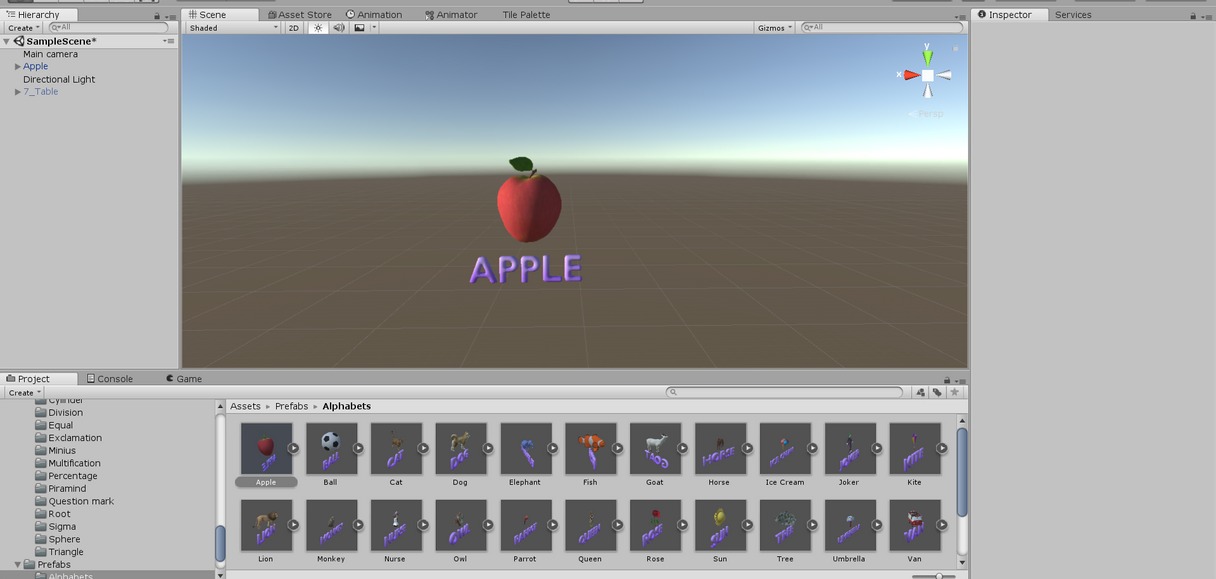 Hierarchy
Create
All
Scene
Asset Store
Animation
Animator
Tile Palette
Shaded
2D
Gizmos
All
Inspector
Services
SampleScene*
Main camera
Apple
Directional Light
7_Table
y
x
Persp
APPLE
Project
Console
Game
Create
Cylinder
Division
Equal
Exclamation
Minius
Multification
Percentage
Piramind
Question mark
Root
Sigma
Sphere
Triangle
Prefabs
Alphabets
Assets ▸ Prefabs ▸ Alphabets
Apple Ball Cat Dog Elephant Fish Goat Horse Ice Cream Joker Kite
Lion Monkey Nurse Owl Parrot Queen Rose Sun Tree Umbrella Van